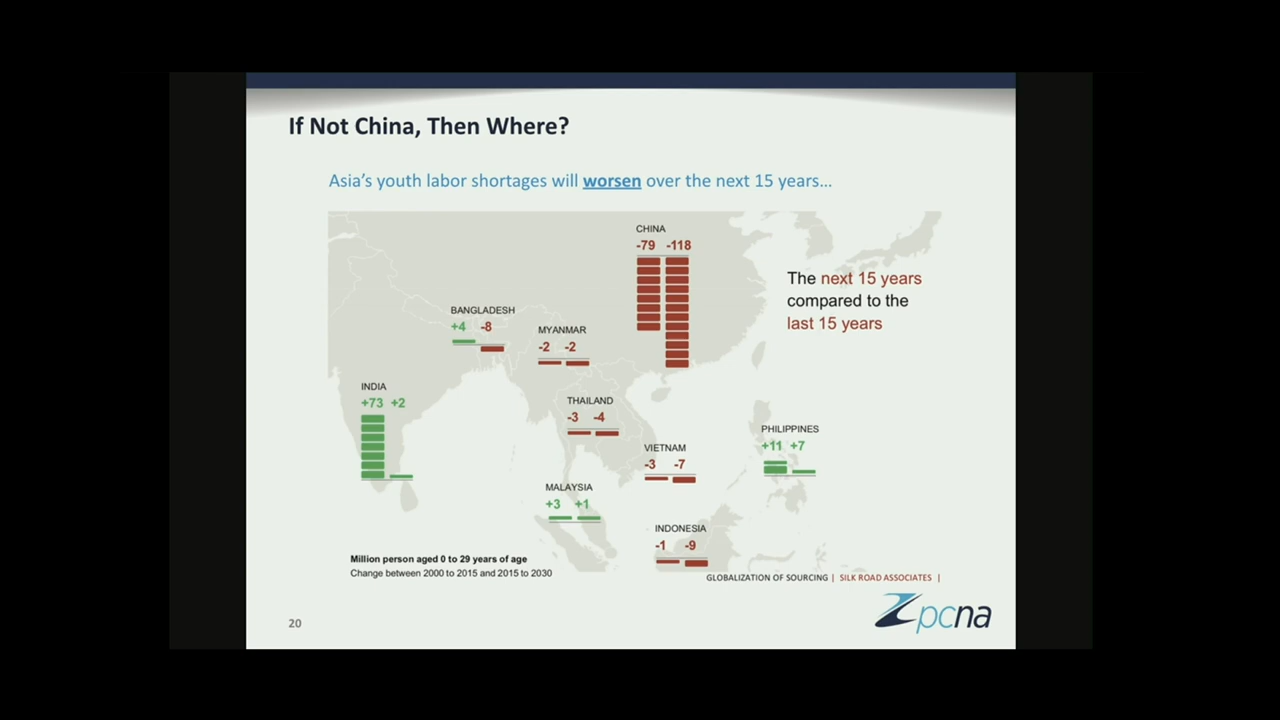 If Not China, Then Where?
Asia's youth labor shortages will worsen over the next 15 years...
CHINA
-79 -118
The next 15 years
compared to the
last 15 years
BANGLADESH
+4 -8
MYANMAR
-2 -2
INDIA
+73 +2
THAILAND
-3 -4
PHILIPPINES
+11 +7
VIETNAM
-3 -7
MALAYSIA
+3 +1
INDONESIA
-1 -9
Million person aged 0 to 29 years of age
Change between 2000 to 2015 and 2015 to 2030
GLOBALIZATION OF SOURCING | SILK ROAD ASSOCIATES |
pcna
20